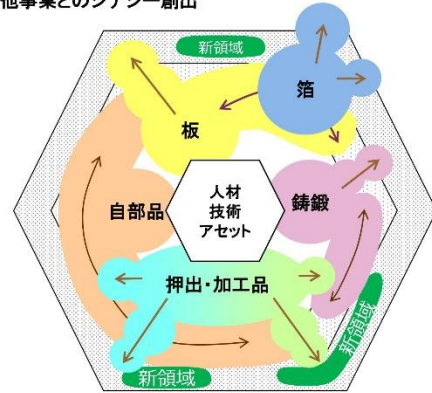 他事業とのシナジー創出
新領域
箔
板
人材
技術
アセット
自部品
鋳鍛
押出・加工品
新領域
新領域